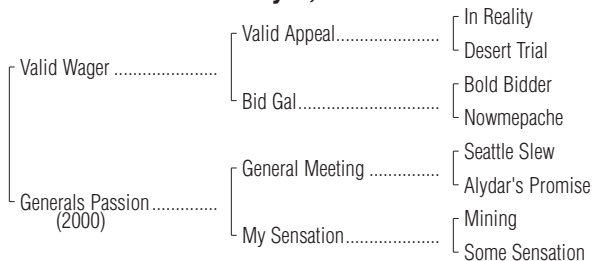 In Reality
Valid Appeal....................
Desert Trial
Valid Wager ....................
Bold Bidder
Bid Gal...........................
Nowmepache
Seattle Slew
General Meeting .............
Alydar's Promise
Generals Passion.............
(2000)
Mining
My Sensation..................
Some Sensation